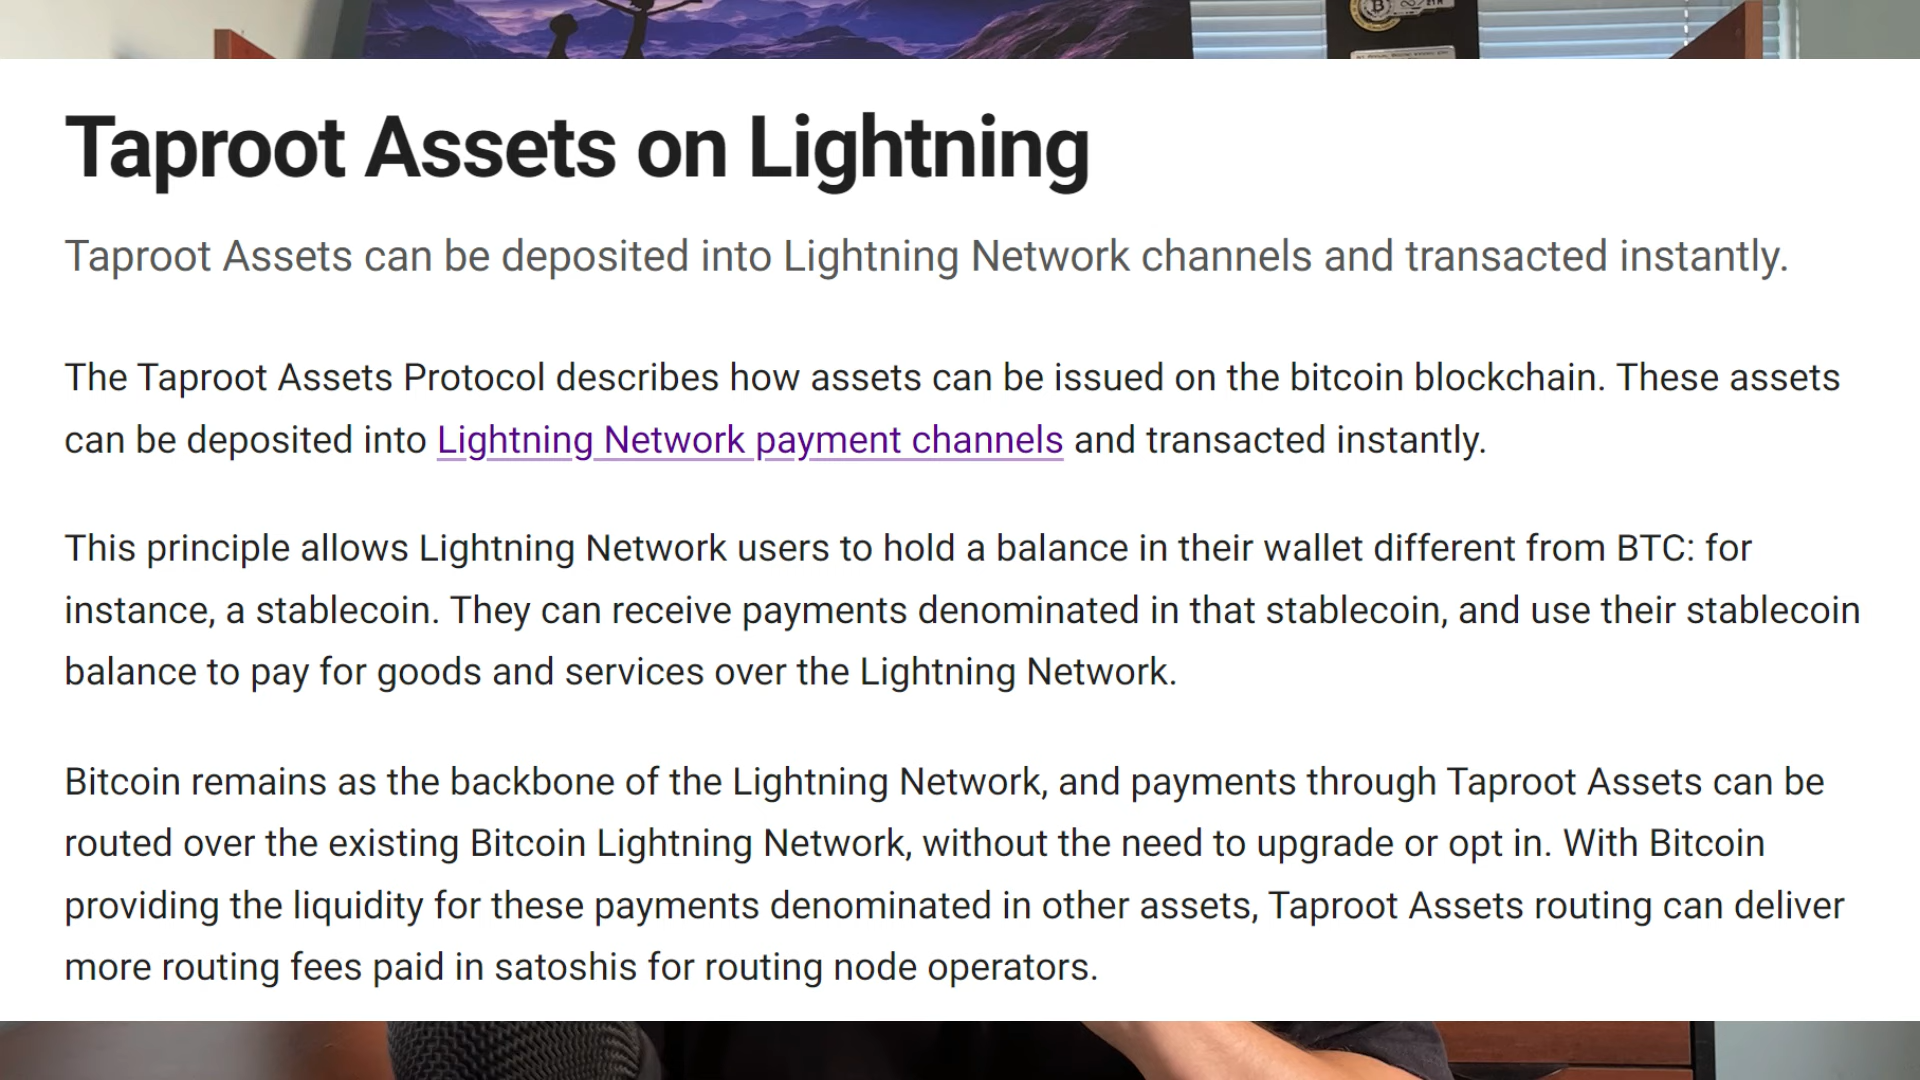 Taproot Assets on Lightning
Taproot Assets can be deposited into Lightning Network channels and transacted instantly.
The Taproot Assets Protocol describes how assets can be issued on the bitcoin blockchain. These assets
can be deposited into Lightning Network payment channels and transacted instantly.
This principle allows Lightning Network users to hold a balance in their wallet different from BTC: for
instance, a stablecoin. They can receive payments denominated in that stablecoin, and use their stablecoin
balance to pay for goods and services over the Lightning Network.
Bitcoin remains as the backbone of the Lightning Network, and payments through Taproot Assets can be
routed over the existing Bitcoin Lightning Network, without the need to upgrade or opt in. With Bitcoin
providing the liquidity for these payments denominated in other assets, Taproot Assets routing can deliver
more routing fees paid in satoshis for routing node operators.